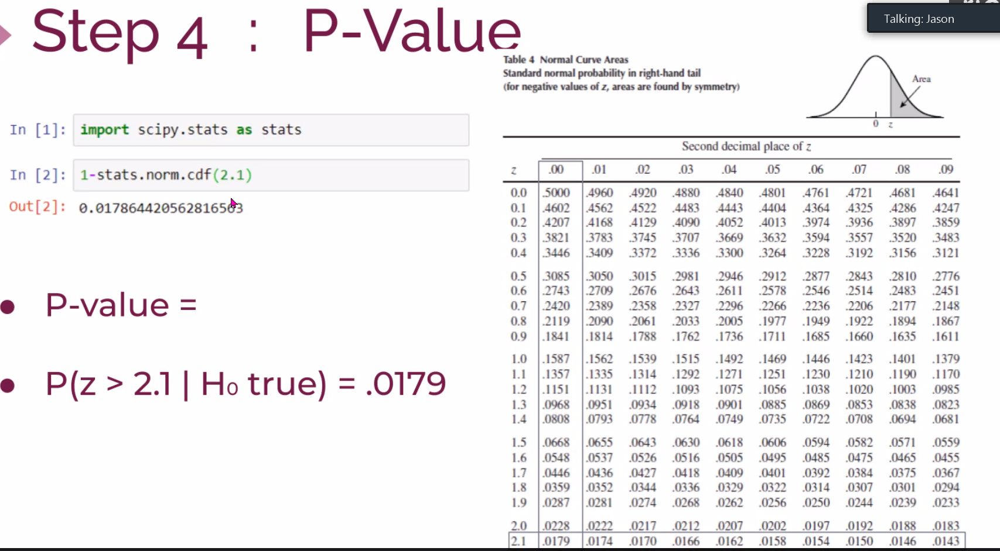 Step 4 : P-Value
Talking: Jason
In [1]: import scipy.stats as stats
In [2]: 1-stats.norm.cdf(2.1)
Out[2]: 0.017864420562816563
● P-value =
● P(z > 2.1 | H₀ true) = .0179
Table 4 Normal Curve Areas
Standard normal probability in right-hand tail
(for negative values of z, areas are found by symmetry)
Area
0 z
Second decimal place of z
z .00 .01 .02 .03 .04 .05 .06 .07 .08 .09
0.0 .5000 .4960 .4920 .4880 .4840 .4801 .4761 .4721 .4681 .4641
0.1 .4602 .4562 .4522 .4483 .4443 .4404 .4364 .4325 .4286 .4247
0.2 .4207 .4168 .4129 .4090 .4052 .4013 .3974 .3936 .3897 .3859
0.3 .3821 .3783 .3745 .3707 .3669 .3632 .3594 .3557 .3520 .3483
0.4 .3446 .3409 .3372 .3336 .3300 .3264 .3228 .3192 .3156 .3121
0.5 .3085 .3050 .3015 .2981 .2946 .2912 .2877 .2843 .2810 .2776
0.6 .2743 .2709 .2676 .2643 .2611 .2578 .2546 .2514 .2483 .2451
0.7 .2420 .2389 .2358 .2327 .2296 .2266 .2236 .2206 .2177 .2148
0.8 .2119 .2090 .2061 .2033 .2005 .1977 .1949 .1922 .1894 .1867
0.9 .1841 .1814 .1788 .1762 .1736 .1711 .1685 .1660 .1635 .1611
1.0 .1587 .1562 .1539 .1515 .1492 .1469 .1446 .1423 .1401 .1379
1.1 .1357 .1335 .1314 .1292 .1271 .1251 .1230 .1210 .1190 .1170
1.2 .1151 .1131 .1112 .1093 .1075 .1056 .1038 .1020 .1003 .0985
1.3 .0968 .0951 .0934 .0918 .0901 .0885 .0869 .0853 .0838 .0823
1.4 .0808 .0793 .0778 .0764 .0749 .0735 .0722 .0708 .0694 .0681
1.5 .0668 .0655 .0643 .0630 .0618 .0606 .0594 .0582 .0571 .0559
1.6 .0548 .0537 .0526 .0516 .0505 .0495 .0485 .0475 .0465 .0455
1.7 .0446 .0436 .0427 .0418 .0409 .0401 .0392 .0384 .0375 .0367
1.8 .0359 .0352 .0344 .0336 .0329 .0322 .0314 .0307 .0301 .0294
1.9 .0287 .0281 .0274 .0268 .0262 .0256 .0250 .0244 .0239 .0233
2.0 .0228 .0222 .0217 .0212 .0207 .0202 .0197 .0192 .0188 .0183
2.1 .0179 .0174 .0170 .0166 .0162 .0158 .0154 .0150 .0146 .0143